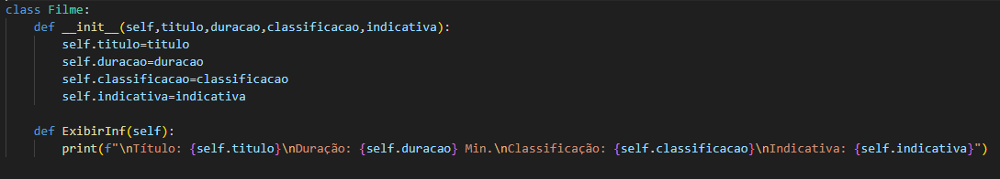 class Filme:
    def __init__(self,titulo,duracao,classificacao,indicativa):
        self.titulo=titulo
        self.duracao=duracao
        self.classificacao=classificacao
        self.indicativa=indicativa
    def ExibirInf(self):
        print(f"\nTítulo: {self.titulo}\nDuração: {self.duracao} Min.\nClassificação: {self.classificacao}\nIndicativa: {self.indicativa}")